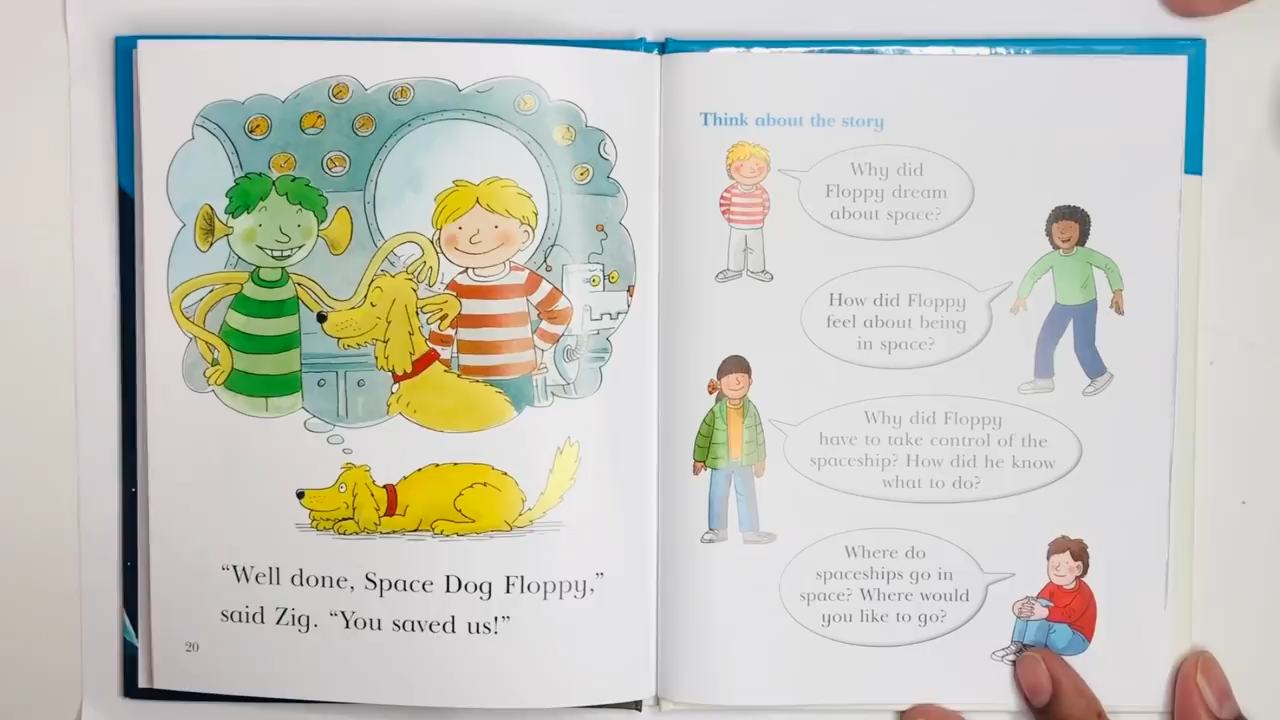 “Well done, Space Dog Floppy,”
said Zig. “You saved us!”
20
Think about the story
Why did
Floppy dream
about space?
How did Floppy
feel about being
in space?
Why did Floppy
have to take control of the
spaceship? How did he know
what to do?
Where do
spaceships go in
space? Where would
you like to go?